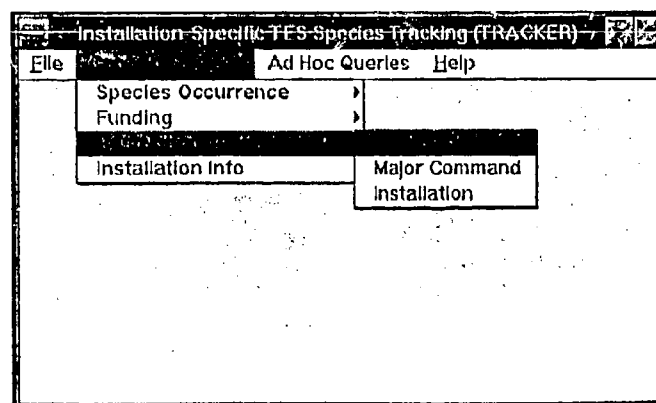 Installation-Specific TES Species Tracking (TRACKER)
File Ad Hoc Queries Help
Species Occurrence
Funding
Installation Info Major Command
Installation